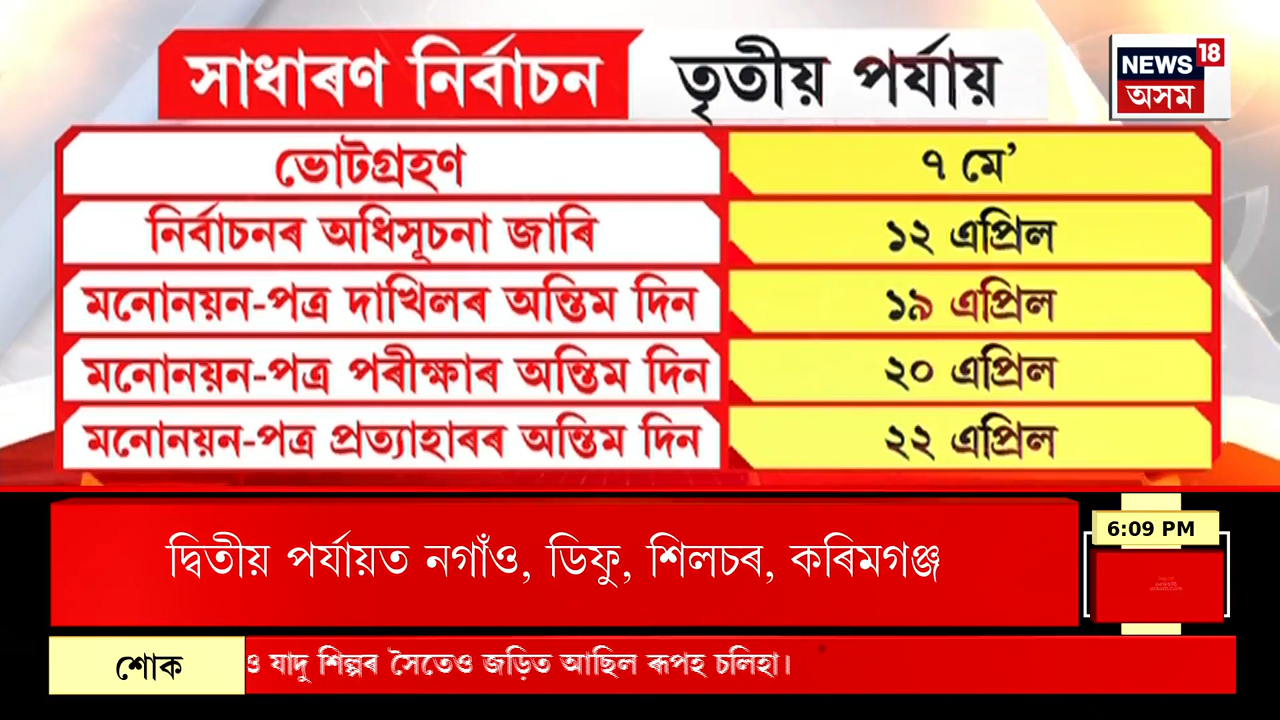 সাধাৰণ নিৰ্বাচন তৃতীয় পৰ্যায়
NEWS 18
অসম
ভোটগ্ৰহণ ৭ মে’
নিৰ্বাচনৰ অধিসূচনা জাৰি ১২ এপ্ৰিল
মনোনয়ন-পত্ৰ দাখিলৰ অন্তিম দিন ১৯ এপ্ৰিল
মনোনয়ন-পত্ৰ পৰীক্ষাৰ অন্তিম দিন ২০ এপ্ৰিল
মনোনয়ন-পত্ৰ প্ৰত্যাহাৰৰ অন্তিম দিন ২২ এপ্ৰিল
দ্বিতীয় পৰ্যায়ত নগাঁও, ডিফু, শিলচৰ, কৰিমগঞ্জ
6:09 PM
শোক ও যাদু শিল্পৰ সৈতেও জড়িত আছিল ৰূপহ চলিহা।